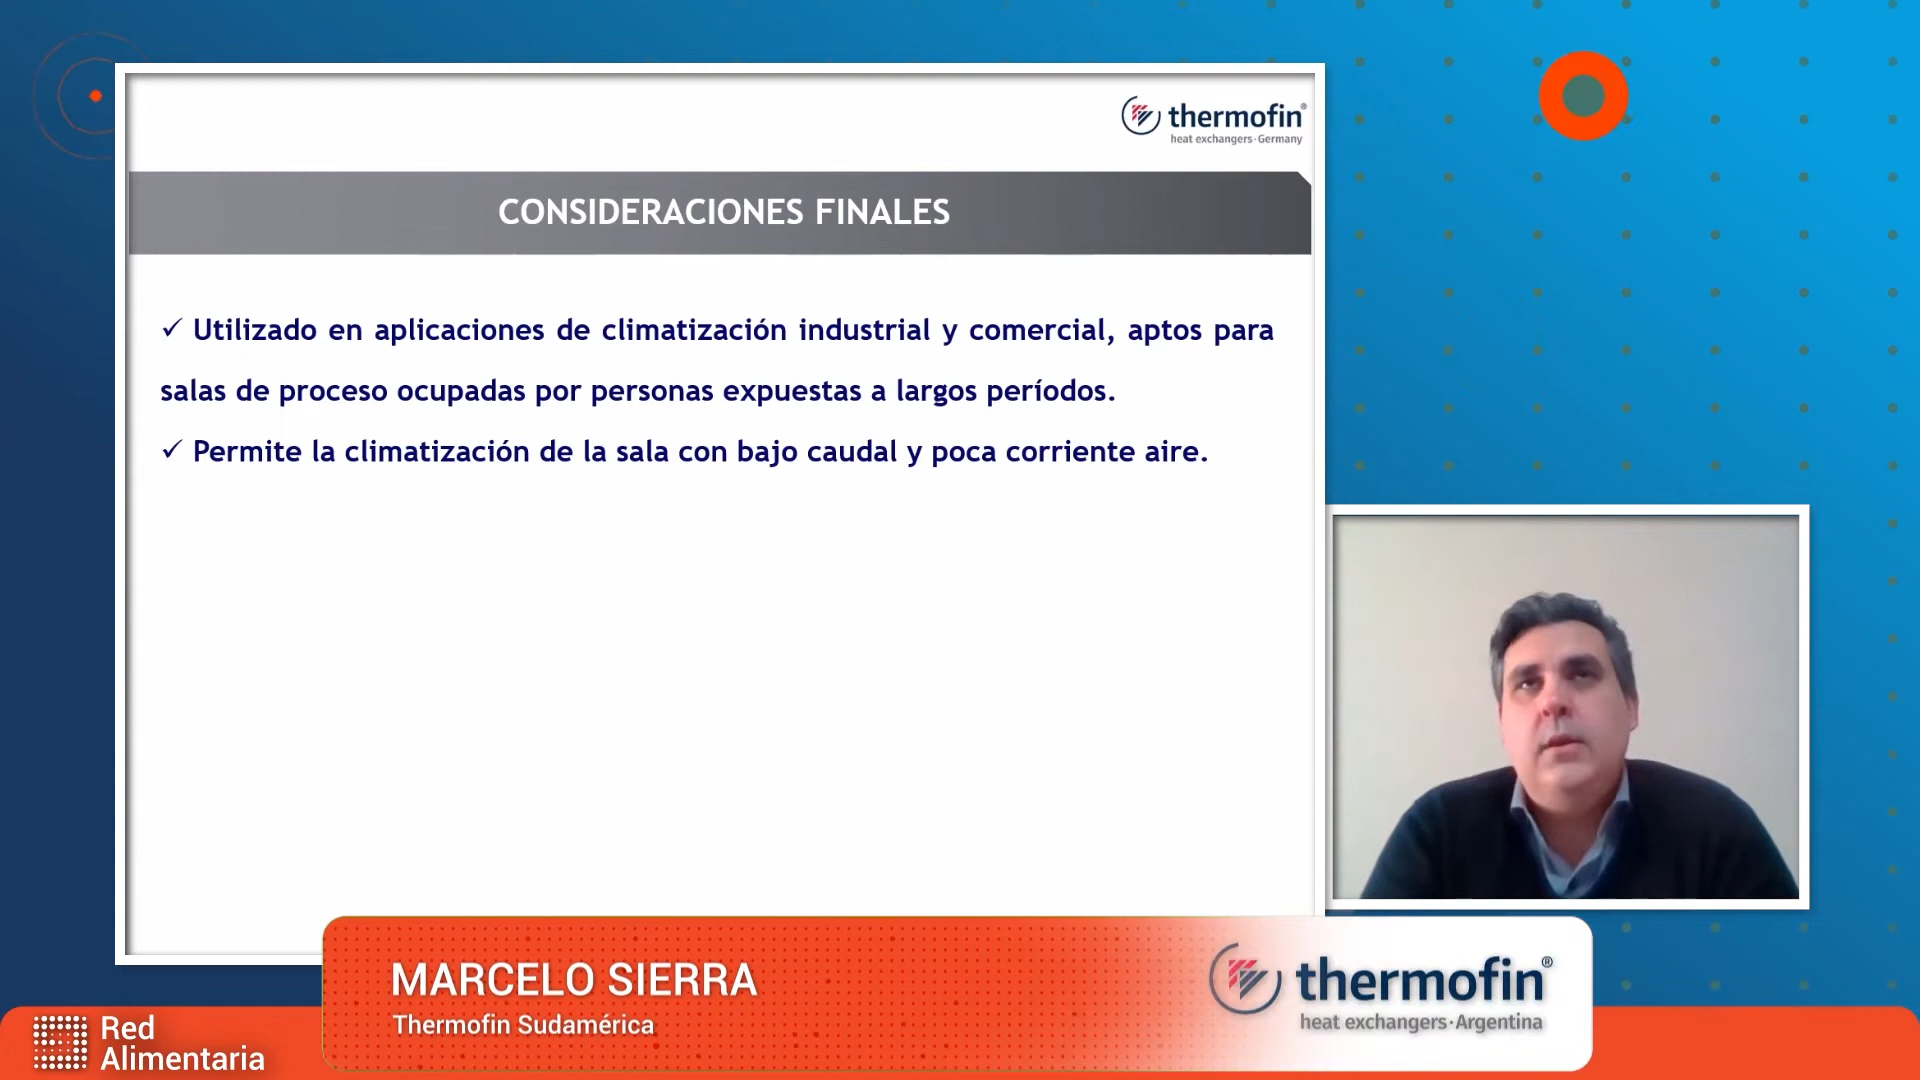 thermofin®
heat exchangers·Germany
CONSIDERACIONES FINALES
✓ Utilizado en aplicaciones de climatización industrial y comercial, aptos para
salas de proceso ocupadas por personas expuestas a largos períodos.
✓ Permite la climatización de la sala con bajo caudal y poca corriente aire.
MARCELO SIERRA
Thermofin Sudamérica
thermofin®
heat exchangers·Argentina
Red
Alimentaria